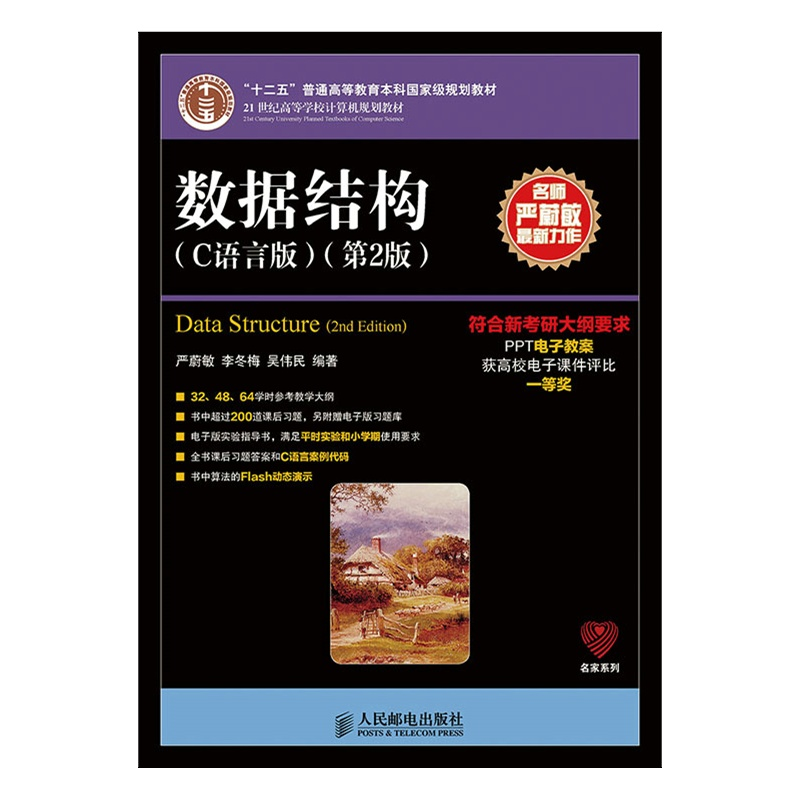 “十二五”普通高等教育本科国家级规划教材
21世纪高等学校计算机规划教材
21st Century University Planned Textbooks of Computer Science
数据结构
(C语言版)(第2版)
名师
严蔚敏
最新力作
Data Structure (2nd Edition)
严蔚敏 李冬梅 吴伟民 编著
符合新考研大纲要求
PPT电子教案
获高校电子课件评比
一等奖
32、48、64学时参考教学大纲
书中超过200道课后习题，另附赠电子版习题库
电子版实验指导书，满足平时实验和小学期使用要求
全书课后习题答案和C语言案例代码
书中算法的Flash动态演示
名家系列
人民邮电出版社
POSTS & TELECOM PRESS